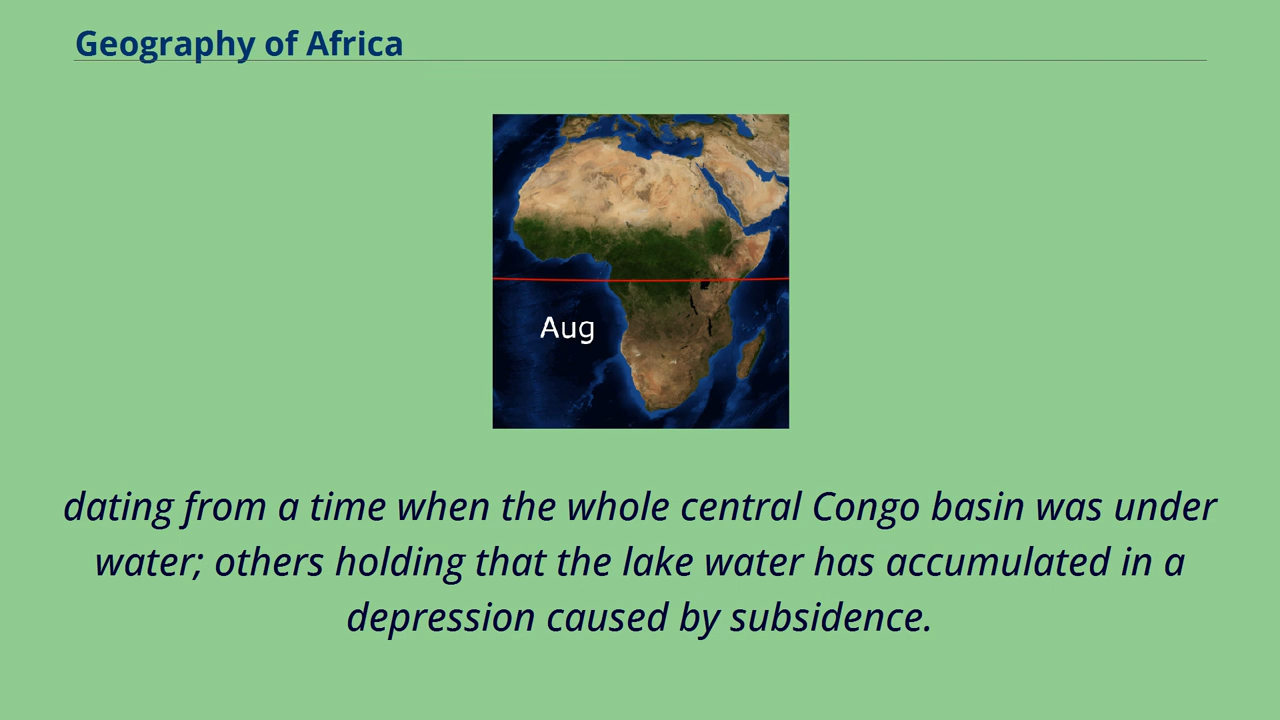 Geography of Africa
Aug
dating from a time when the whole central Congo basin was under
water; others holding that the lake water has accumulated in a
depression caused by subsidence.